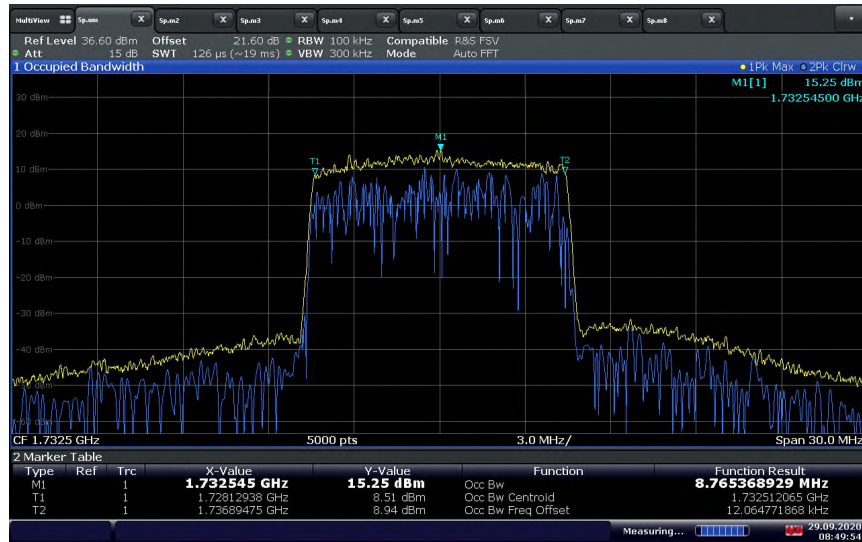 MultiView Sp.um X Sp.m2 X Sp.m3 X Sp.m4 X Sp.m5 X Sp.m6 X Sp.m7 X Sp.m8 X
Ref Level 36.60 dBm Offset 21.60 dB RBW 100 kHz Compatible R&S FSV
Att 15 dB SWT 126 µs (~19 ms) VBW 300 kHz Mode Auto FFT
1 Occupied Bandwidth 1Pk Max 2Pk Clrw
M1[1] 15.25 dBm
1.73254500 GHz
30 dBm
20 dBm
M1
T1
T2
10 dBm
0 dBm
-10 dBm
-20 dBm
-30 dBm
-40 dBm
CF 1.7325 GHz 5000 pts 3.0 MHz/ Span 30.0 MHz
2 Marker Table
Type Ref Trc X-Value Y-Value Function Function Result
M1 1 1.732545 GHz 15.25 dBm Occ Bw 8.765368929 MHz
T1 1 1.72812938 GHz 8.51 dBm Occ Bw Centroid 1.732512065 GHz
T2 1 1.73689475 GHz 8.94 dBm Occ Bw Freq Offset 12.064771868 kHz
Measuring... 29.09.2020
08:49:54